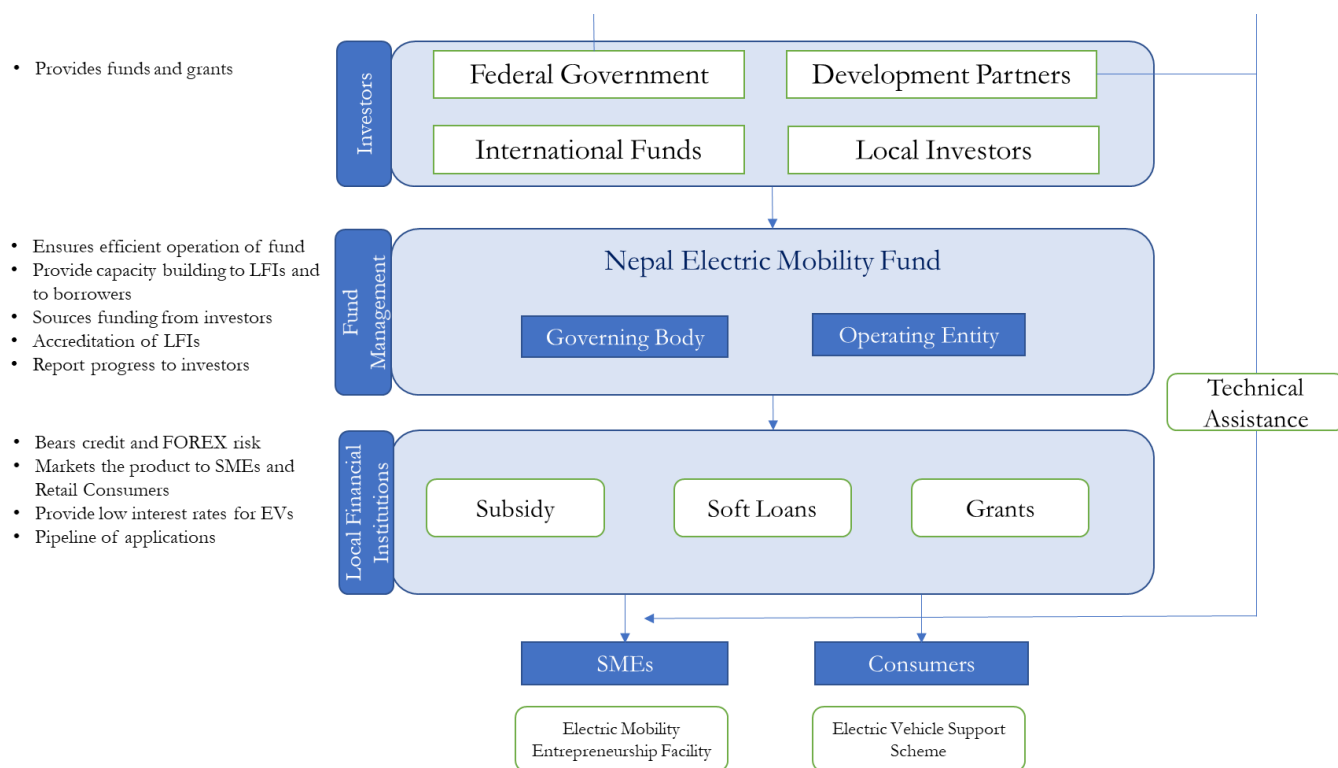 • Provides funds and grants
Investors
Federal Government
Development Partners
International Funds
Local Investors
• Ensures efficient operation of fund
• Provide capacity building to LFIs and
to borrowers
• Sources funding from investors
• Accreditation of LFIs
• Report progress to investors
Fund
Management
Nepal Electric Mobility Fund
Governing Body
Operating Entity
Technical
Assistance
• Bears credit and FOREX risk
• Markets the product to SMEs and
Retail Consumers
• Provide low interest rates for EVs
• Pipeline of applications
Local Financial
Institutions
Subsidy
Soft Loans
Grants
SMEs
Consumers
Electric Mobility
Entrepreneurship Facility
Electric Vehicle Support
Scheme